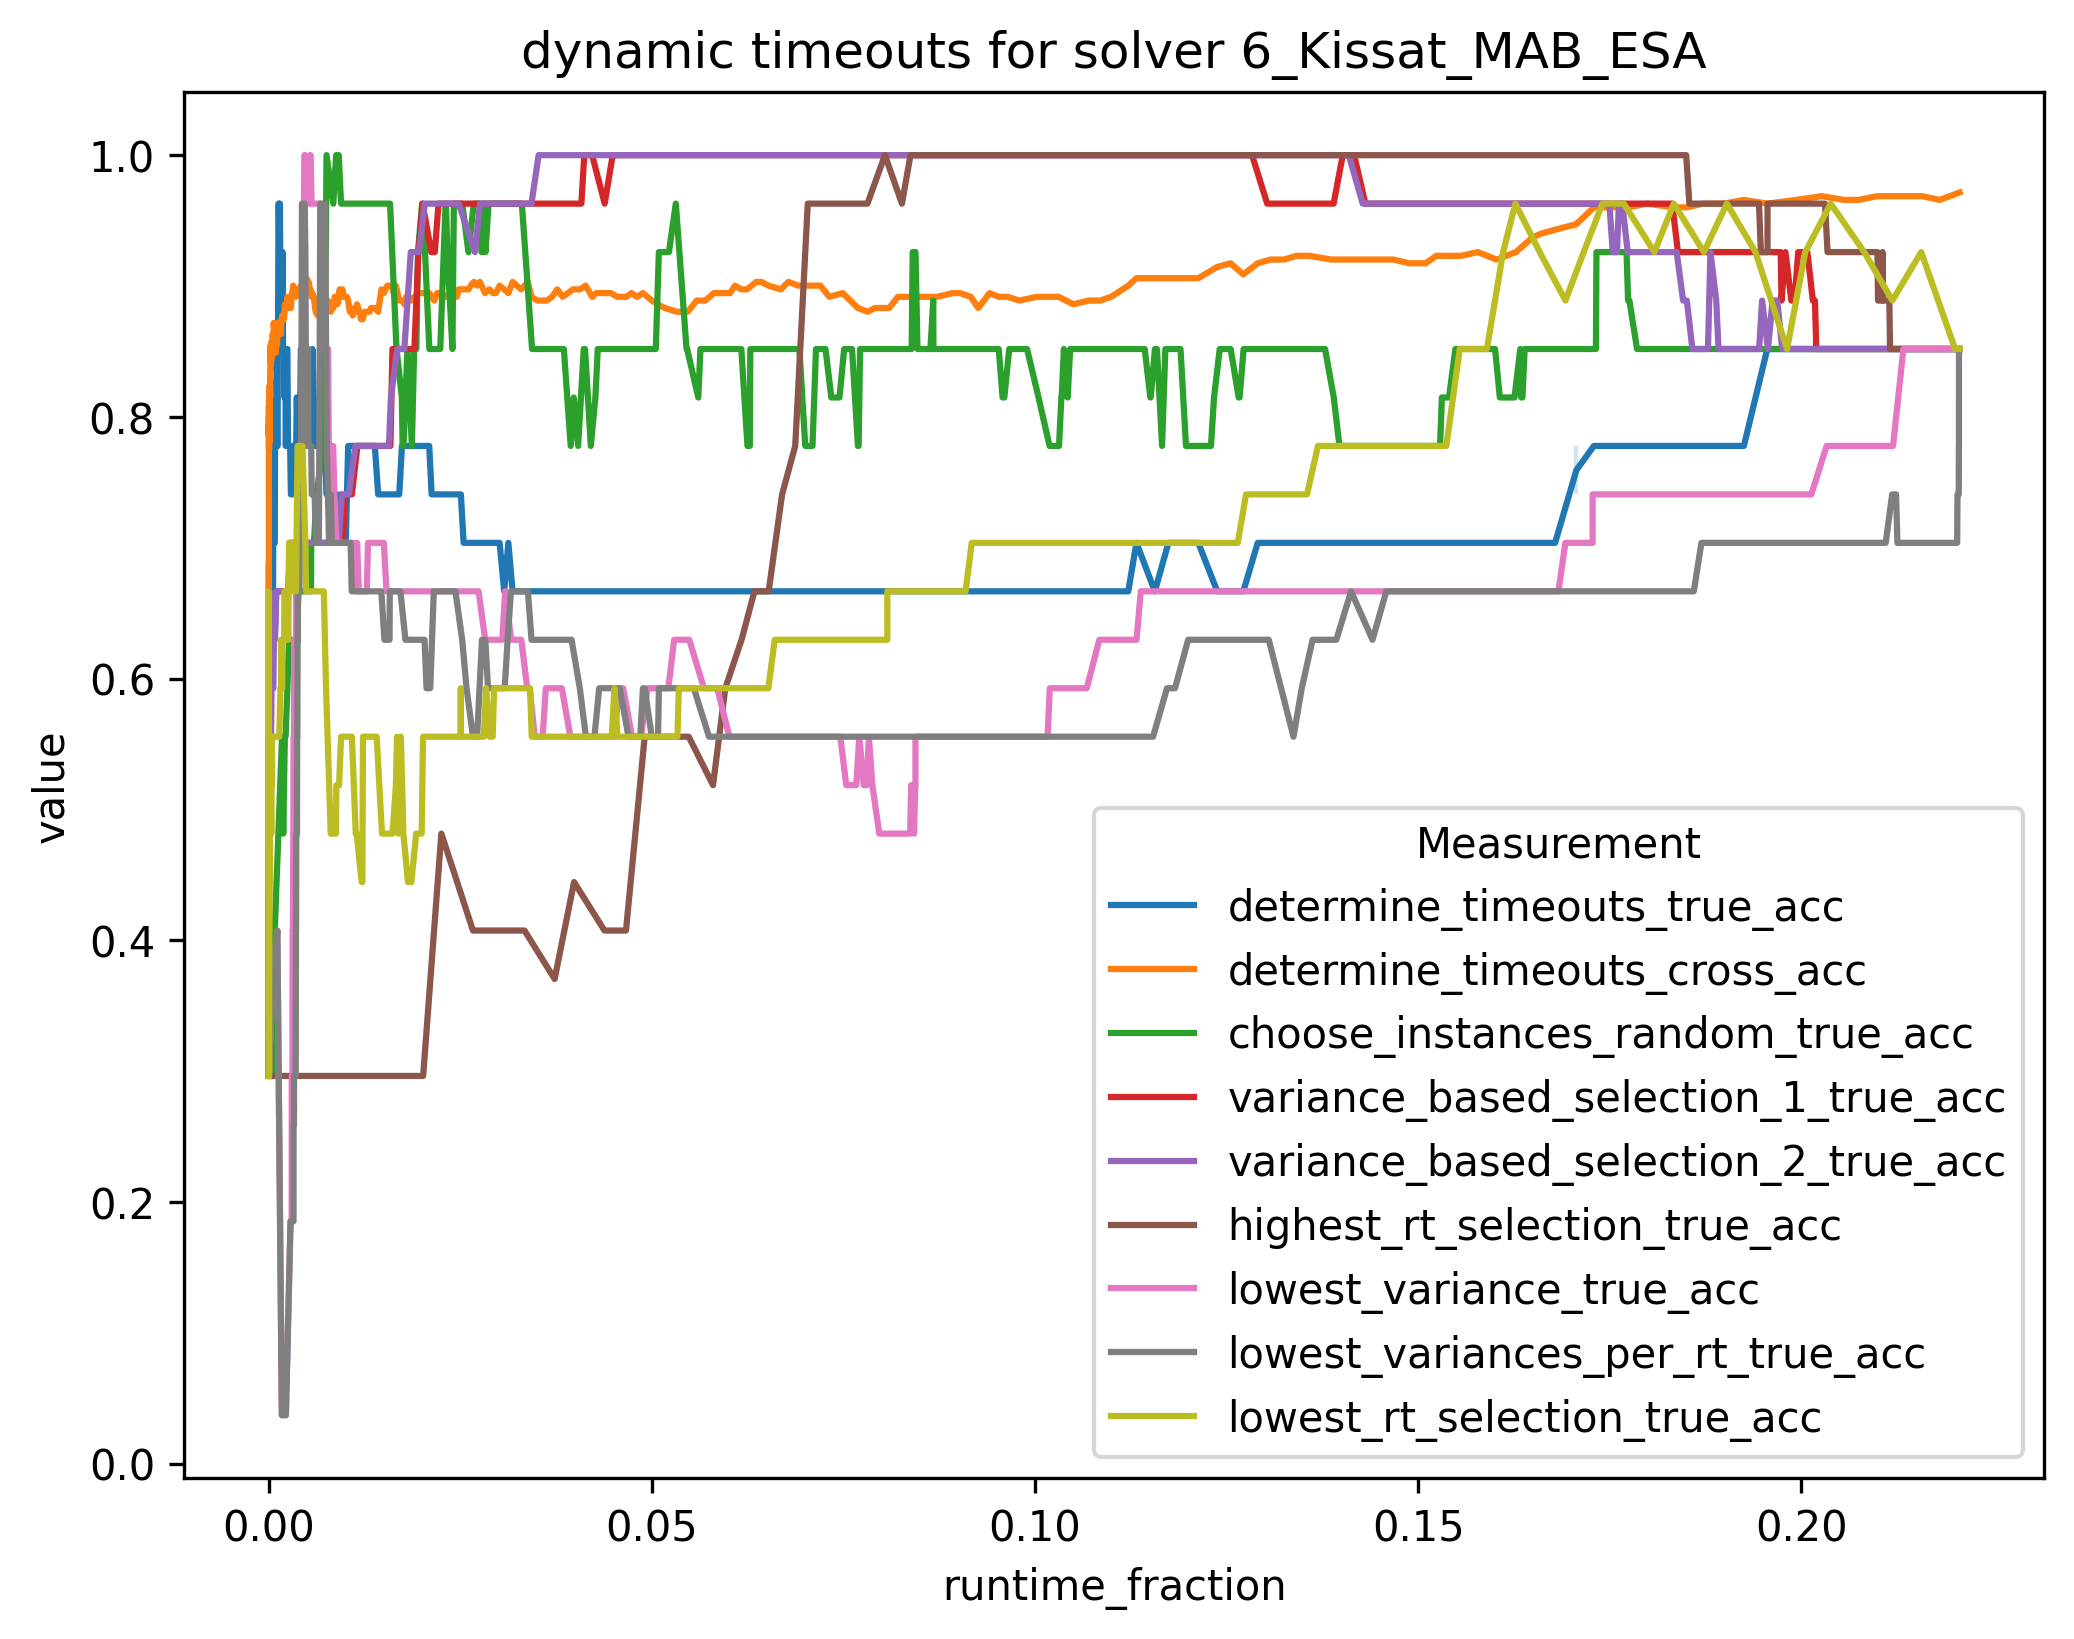 dynamic timeouts for solver 6_Kissat_MAB_ESA
1.0
0.8
0.6
0.4
0.2
0.0
value
0.00 0.05 0.10 0.15 0.20
runtime_fraction
Measurement
determine_timeouts_true_acc
determine_timeouts_cross_acc
choose_instances_random_true_acc
variance_based_selection_1_true_acc
variance_based_selection_2_true_acc
highest_rt_selection_true_acc
lowest_variance_true_acc
lowest_variances_per_rt_true_acc
lowest_rt_selection_true_acc